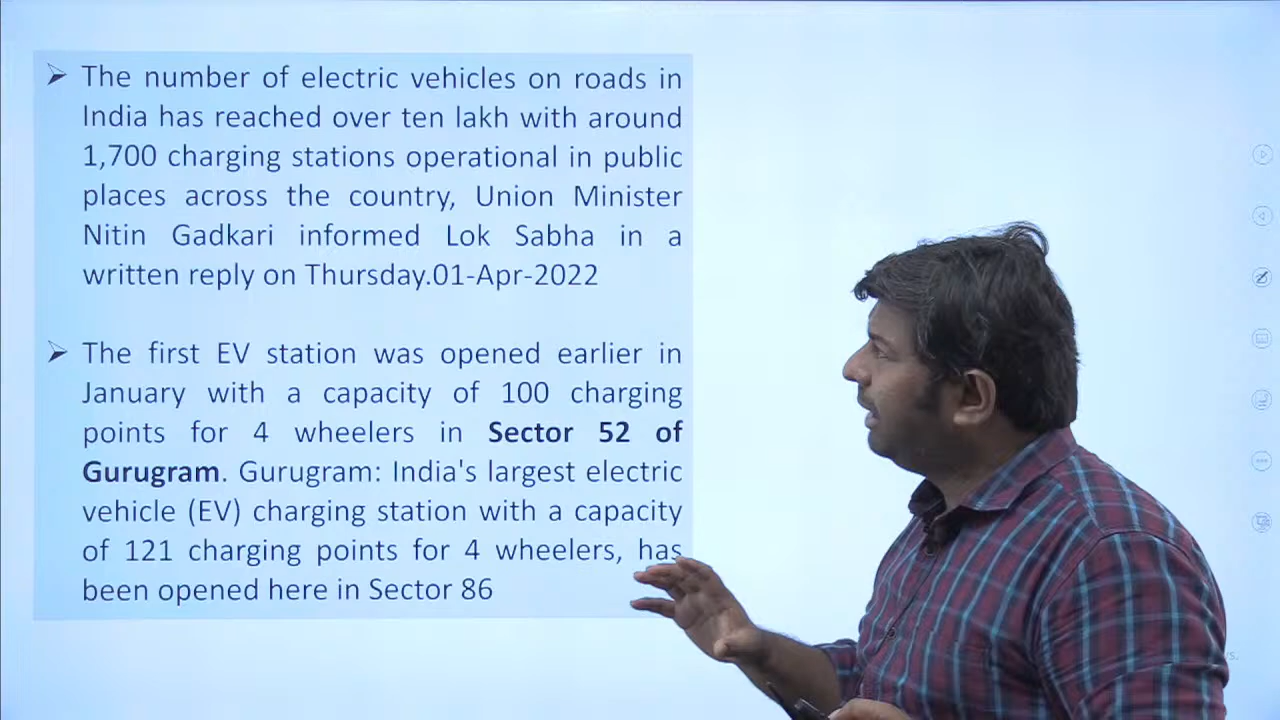 The number of electric vehicles on roads in
India has reached over ten lakh with around
1,700 charging stations operational in public
places across the country, Union Minister
Nitin Gadkari informed Lok Sabha in a
written reply on Thursday.01-Apr-2022
The first EV station was opened earlier in
January with a capacity of 100 charging
points for 4 wheelers in Sector 52 of
Gurugram. Gurugram: India's largest electric
vehicle (EV) charging station with a capacity
of 121 charging points for 4 wheelers, has
been opened here in Sector 86